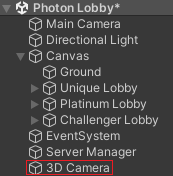 Photon Lobby*
Main Camera
Directional Light
Canvas
Ground
Unique Lobby
Platinum Lobby
Challenger Lobby
EventSystem
Server Manager
3D Camera